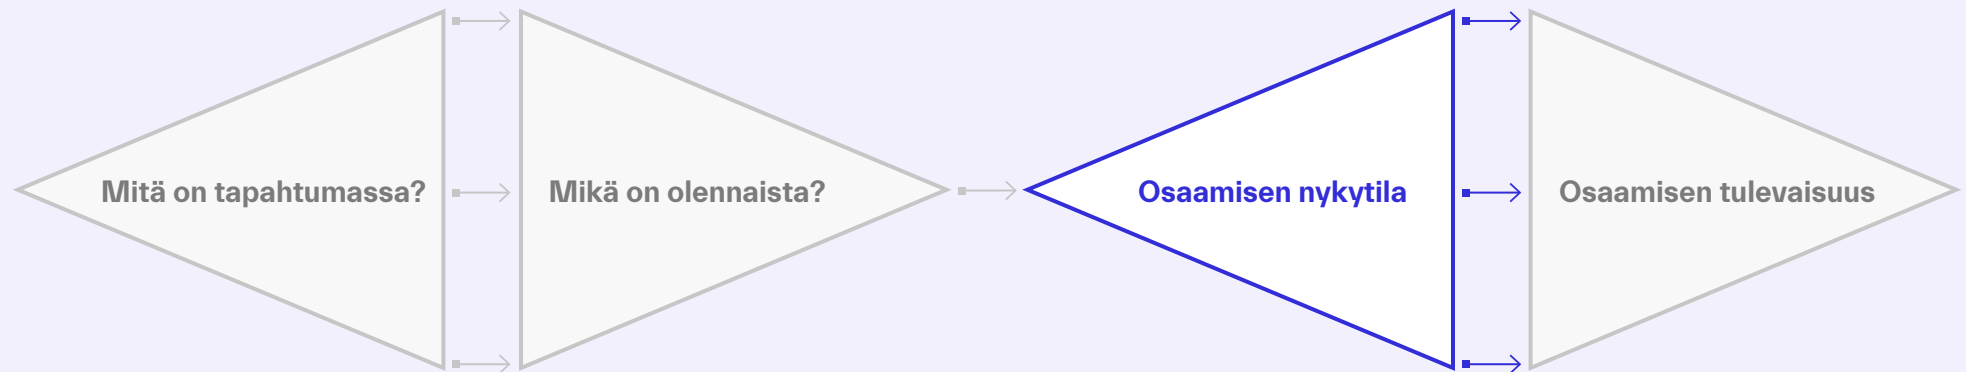 Mitä on tapahtumassa?
Mikä on olennaista?
Osaamisen nykytila
Osaamisen tulevaisuus